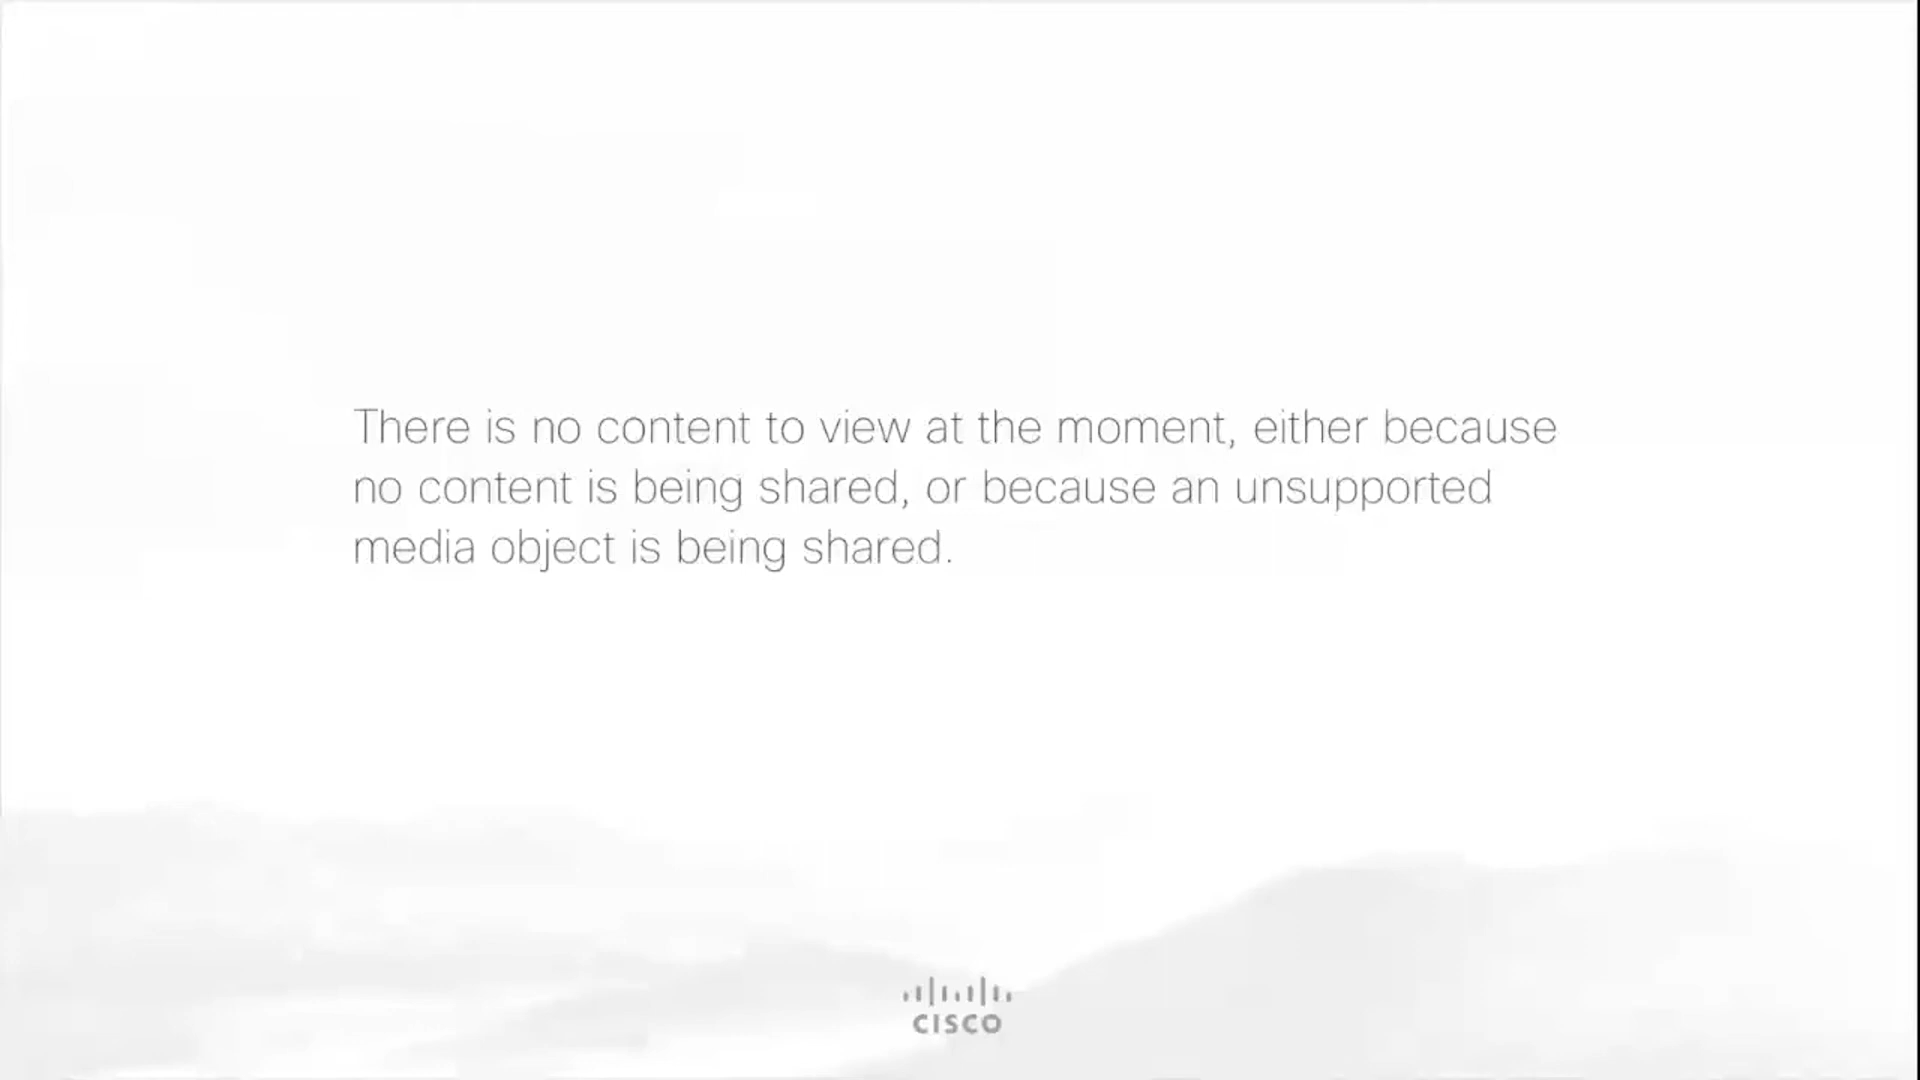 There is no content to view at the moment, either because
no content is being shared, or because an unsupported
media object is being shared.
CISCO